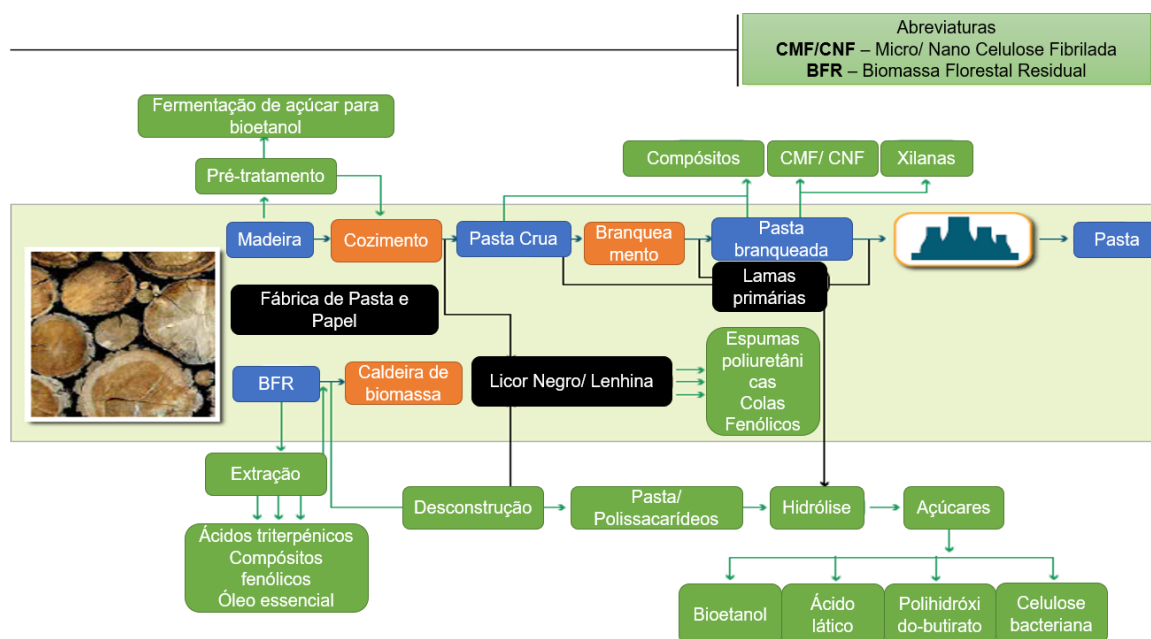 Abreviaturas
CMF/CNF – Micro/ Nano Celulose Fibrilada
BFR – Biomassa Florestal Residual
Fermentação de açúcar para
bioetanol
Pré-tratamento
Compósitos
CMF/ CNF
Xilanas
Madeira
Cozimento
Pasta Crua
Branquea
mento
Pasta
branqueada
Pasta
Lamas
primárias
Fábrica de Pasta e
Papel
BFR
Caldeira de
biomassa
Licor Negro/ Lenhina
Espumas
poliuretâni
cas
Colas
Fenólicos
Extração
Ácidos triterpénicos
Compósitos
fenólicos
Óleo essencial
Desconstrução
Pasta/
Polissacarídeos
Hidrólise
Açúcares
Bioetanol
Ácido
lático
Polihidróxi
do-butirato
Celulose
bacteriana